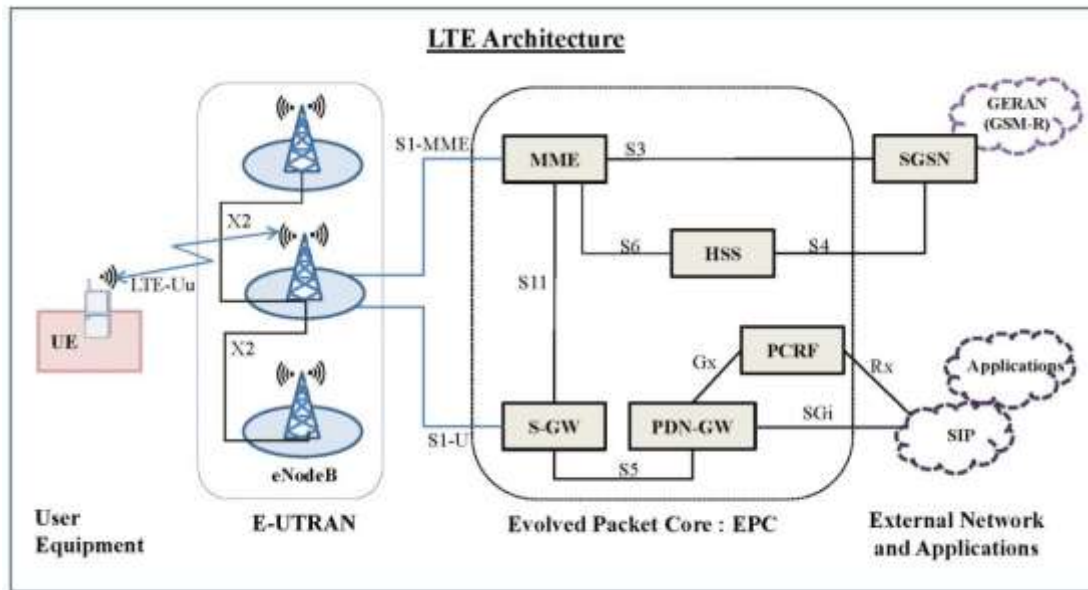 LTE Architecture
GERAN
(GSM-R)
S1-MME
MME
S3
SGSN
X2
S6
HSS
S4
LTE-Uu
S11
UE
X2
PCRF
Gx
Rx
Applications
S-GW
PDN-GW
SGi
SIP
S1-U
S5
eNodeB
User
Equipment
E-UTRAN
Evolved Packet Core : EPC
External Network
and Applications